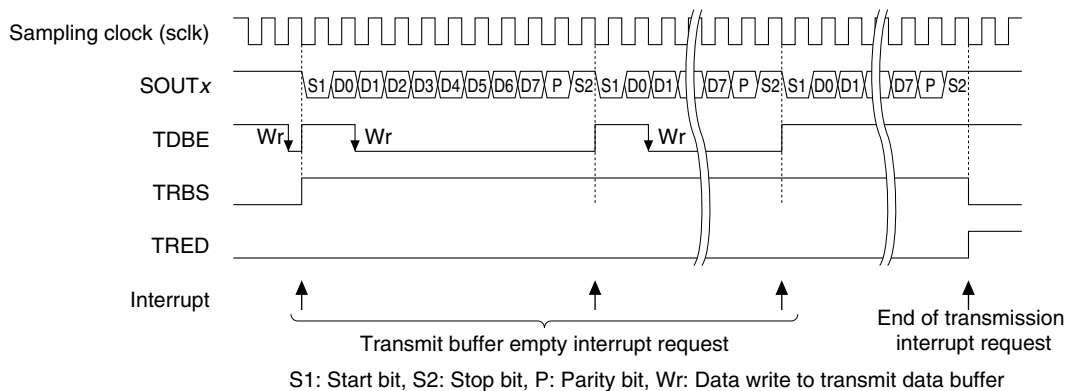 Sampling clock (sclk)
SOUTx S1 D0 D1 D2 D3 D4 D5 D6 D7 P S2 S1 D0 D1 D7 P S2 S1 D0 D1 D7 P S2
TDBE Wr Wr Wr
TRBS
TRED
Interrupt
Transmit buffer empty interrupt request
End of transmission
interrupt request
S1: Start bit, S2: Stop bit, P: Parity bit, Wr: Data write to transmit data buffer